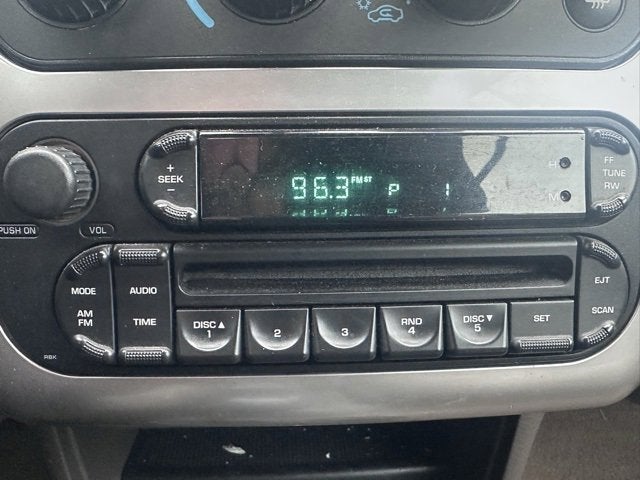 +
SEEK
-
96.3 FM ST P 1
H
M
FF
TUNE
RW
PUSH ON
VOL
MODE
AM
FM
AUDIO
TIME
EJT
SCAN
DISC ▲
1
2
3
RND
4
DISC ▼
5
SET
RBK